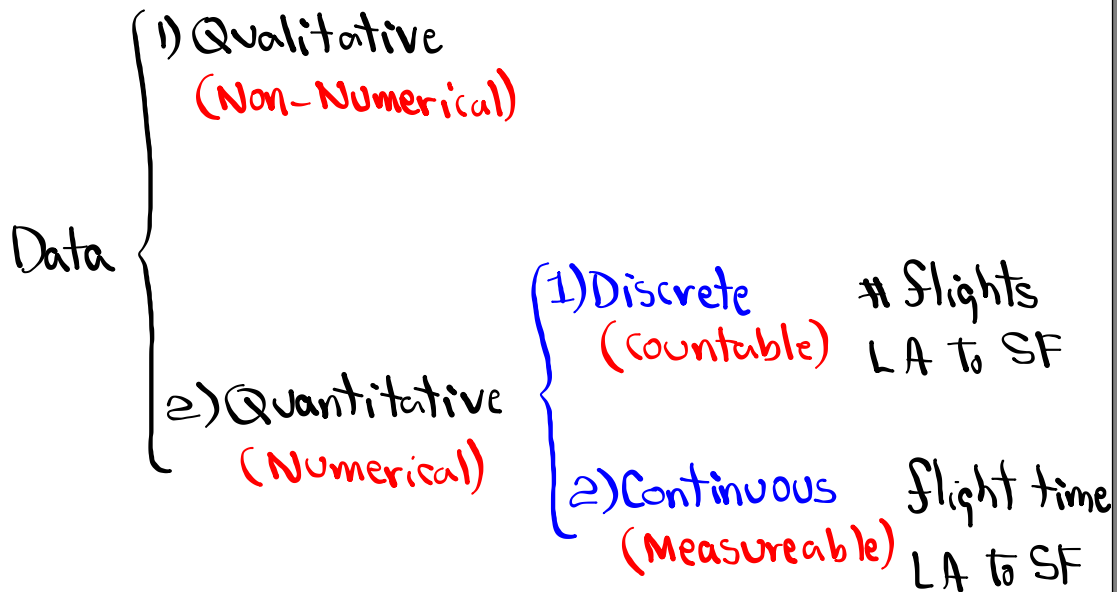 1) Qualitative
(Non-Numerical)
Data
1) Discrete # flights
(Countable) LA To SF
2) Quantitative
(Numerical)
2) Continuous flight time
(Measureable) LA to SF